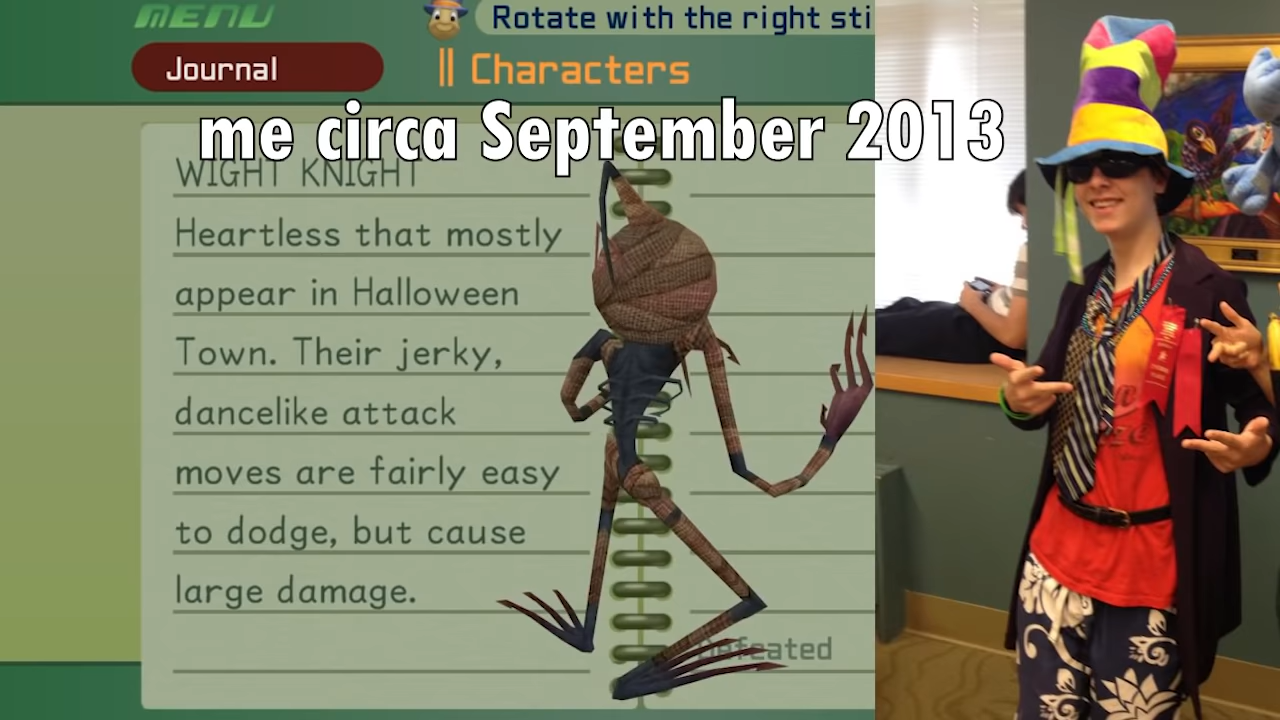 MENU
Rotate with the right sti
Journal
Characters
me circa September 2013
WIGHT KNIGHT
Heartless that mostly
appear in Halloween
Town. Their jerky,
dancelike attack
moves are fairly easy
to dodge, but cause
large damage.
Defeated